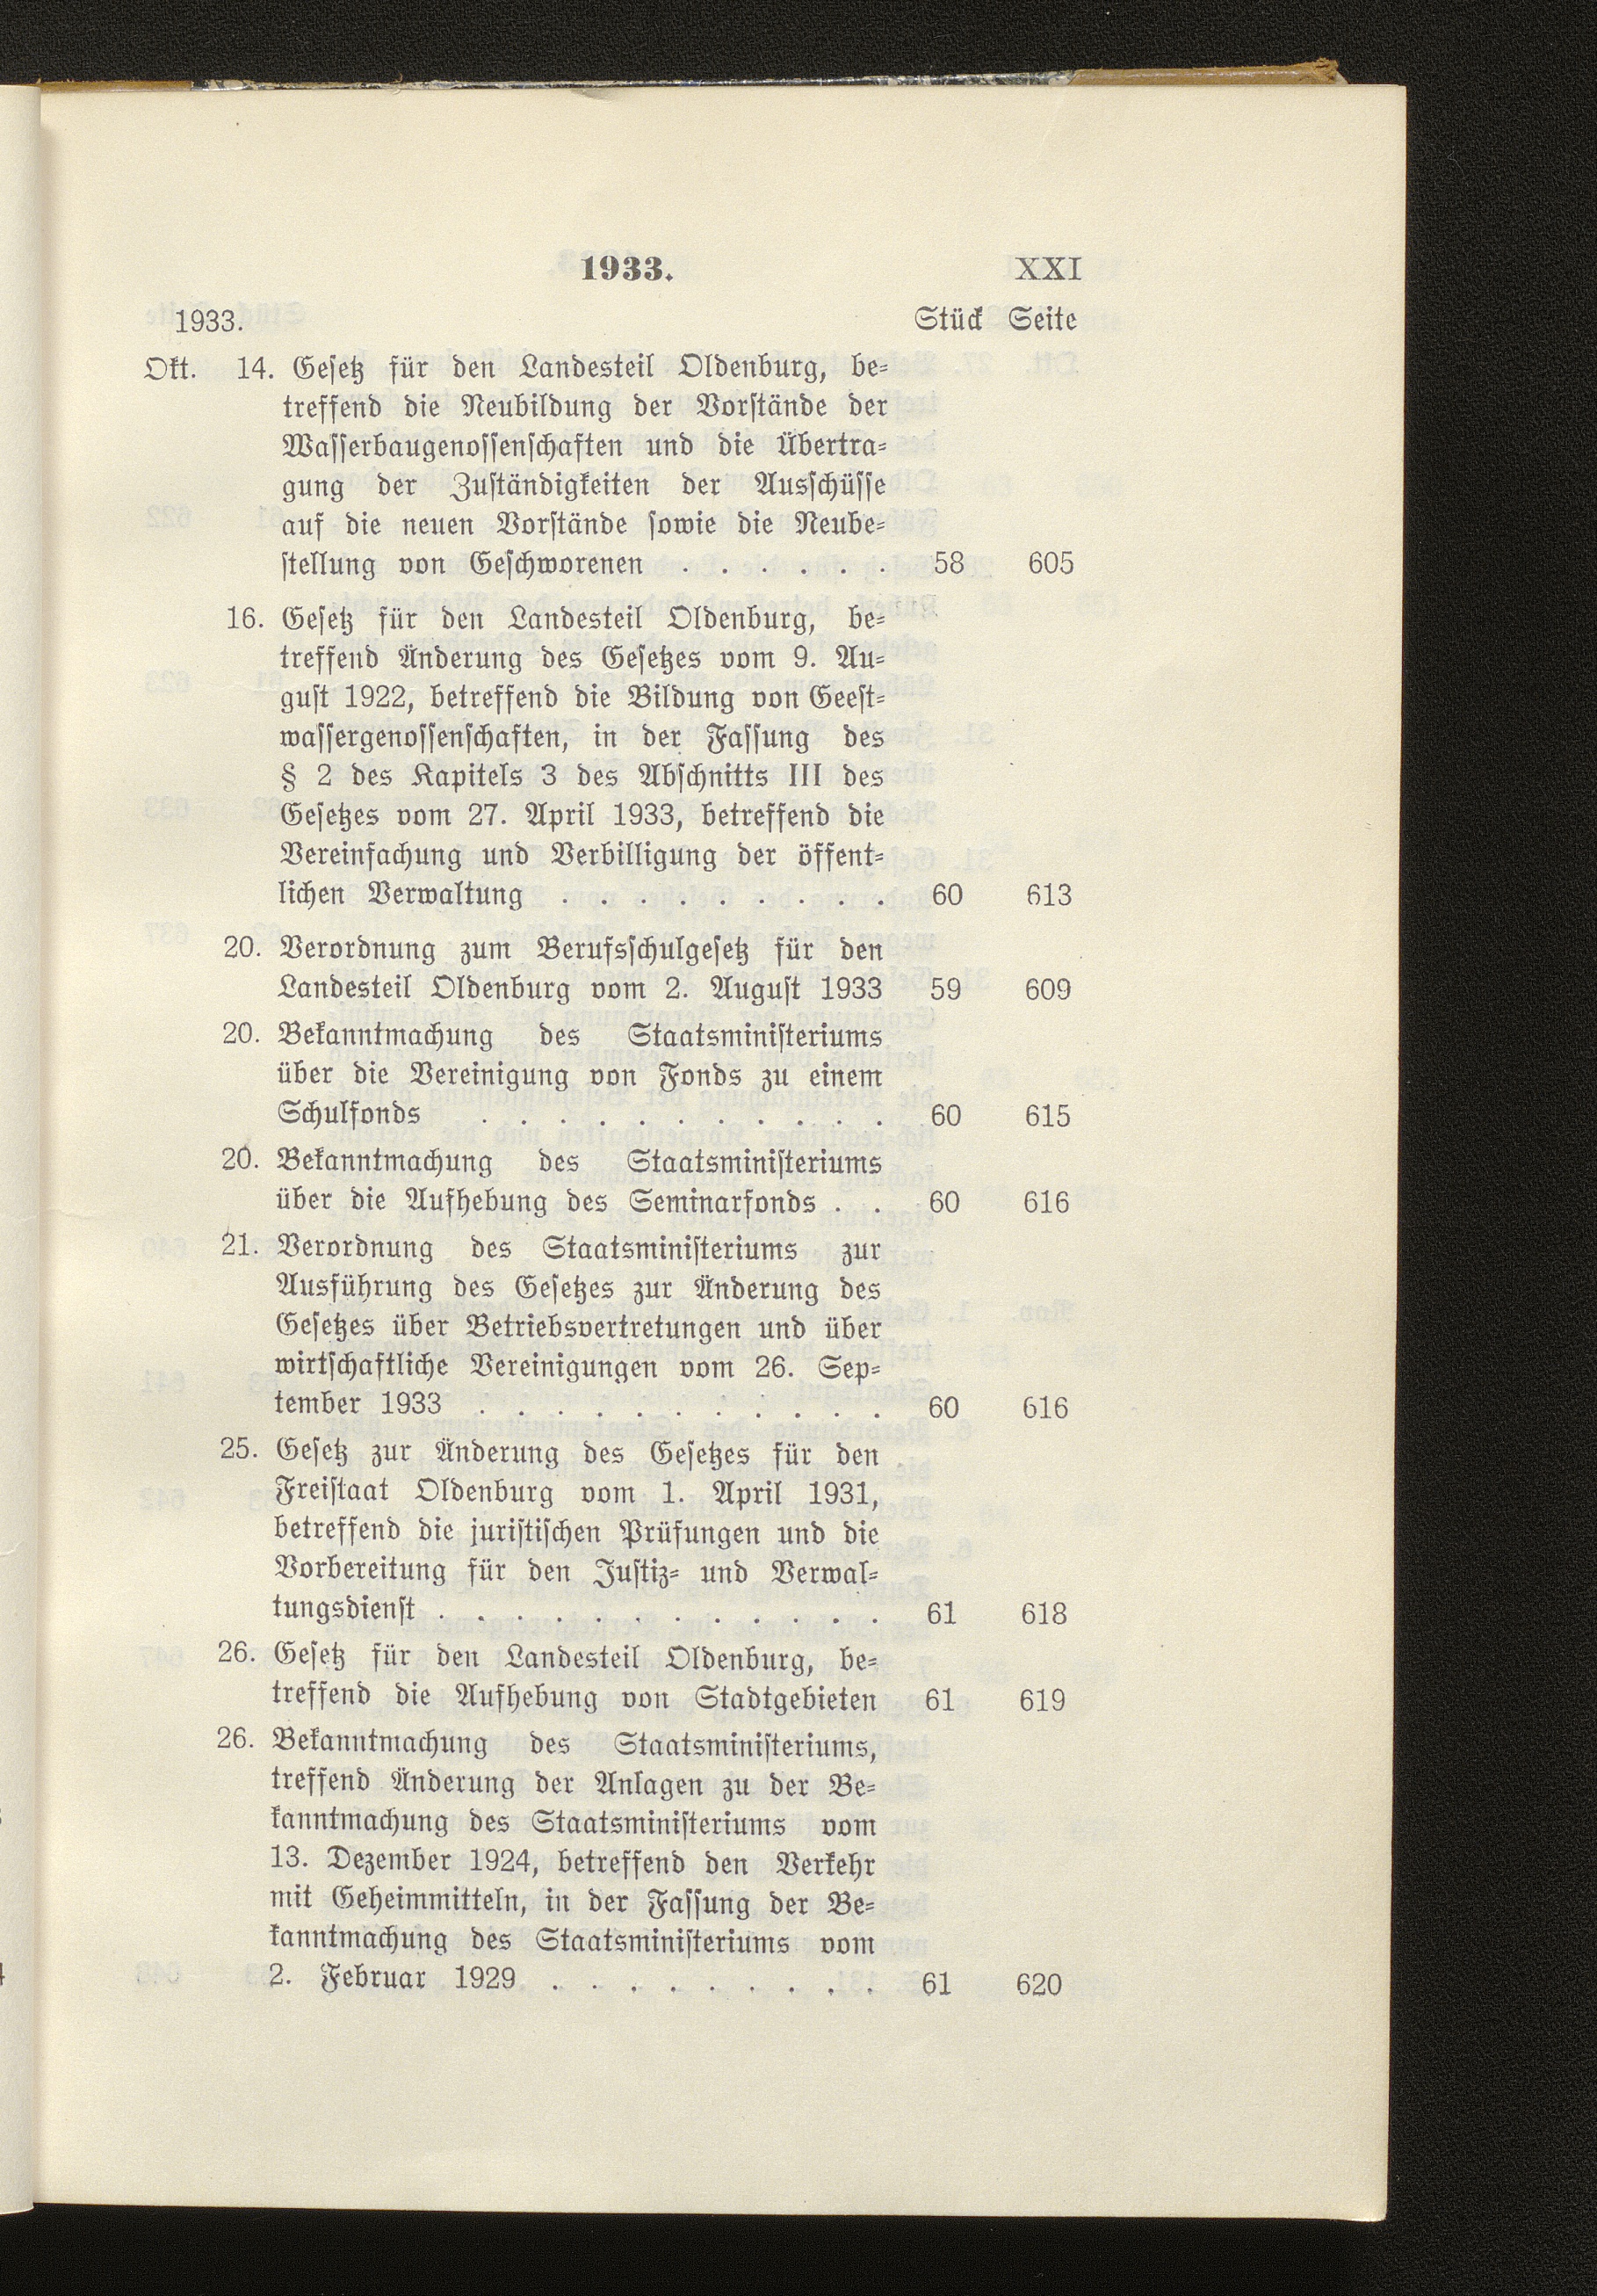 1933. XXI
1933. Stück Seite
Okt. 14. Gesetz für den Landesteil Oldenburg, be-
treffend die Neubildung der Vorstände der
Wasserbaugenossenschaften und die Übertra-
gung der Zuständigkeiten der Ausschüsse
auf die neuen Vorstände sowie die Neube-
stellung von Geschworenen . . . . . . 58 605
16. Gesetz für den Landesteil Oldenburg, be-
treffend Änderung des Gesetzes vom 9. Au-
gust 1922, betreffend die Bildung von Geest-
wassergenossenschaften, in der Fassung des
§ 2 des Kapitels 3 des Abschnitts III des
Gesetzes vom 27. April 1933, betreffend die
Vereinfachung und Verbilligung der öffent-
lichen Verwaltung . . . . . . . . . 60 613
20. Verordnung zum Berufsschulgesetz für den
Landesteil Oldenburg vom 2. August 1933 59 609
20. Bekanntmachung des Staatsministeriums
über die Vereinigung von Fonds zu einem
Schulfonds . . . . . . . . . . . 60 615
20. Bekanntmachung des Staatsministeriums
über die Aufhebung des Seminarfonds . . 60 616
21. Verordnung des Staatsministeriums zur
Ausführung des Gesetzes zur Änderung des
Gesetzes über Betriebsvertretungen und über
wirtschaftliche Vereinigungen vom 26. Sep-
tember 1933 . . . . . . . . . . . 60 616
25. Gesetz zur Änderung des Gesetzes für den
Freistaat Oldenburg vom 1. April 1931,
betreffend die juristischen Prüfungen und die
Vorbereitung für den Justiz- und Verwal-
tungsdienst . . . . . . . . . . . . 61 618
26. Gesetz für den Landesteil Oldenburg, be-
treffend die Aufhebung von Stadtgebieten 61 619
26. Bekanntmachung des Staatsministeriums,
treffend Änderung der Anlagen zu der Be-
kanntmachung des Staatsministeriums vom
13. Dezember 1924, betreffend den Verkehr
mit Geheimmitteln, in der Fassung der Be-
kanntmachung des Staatsministeriums vom
2. Februar 1929 . . . . . . . . . 61 620